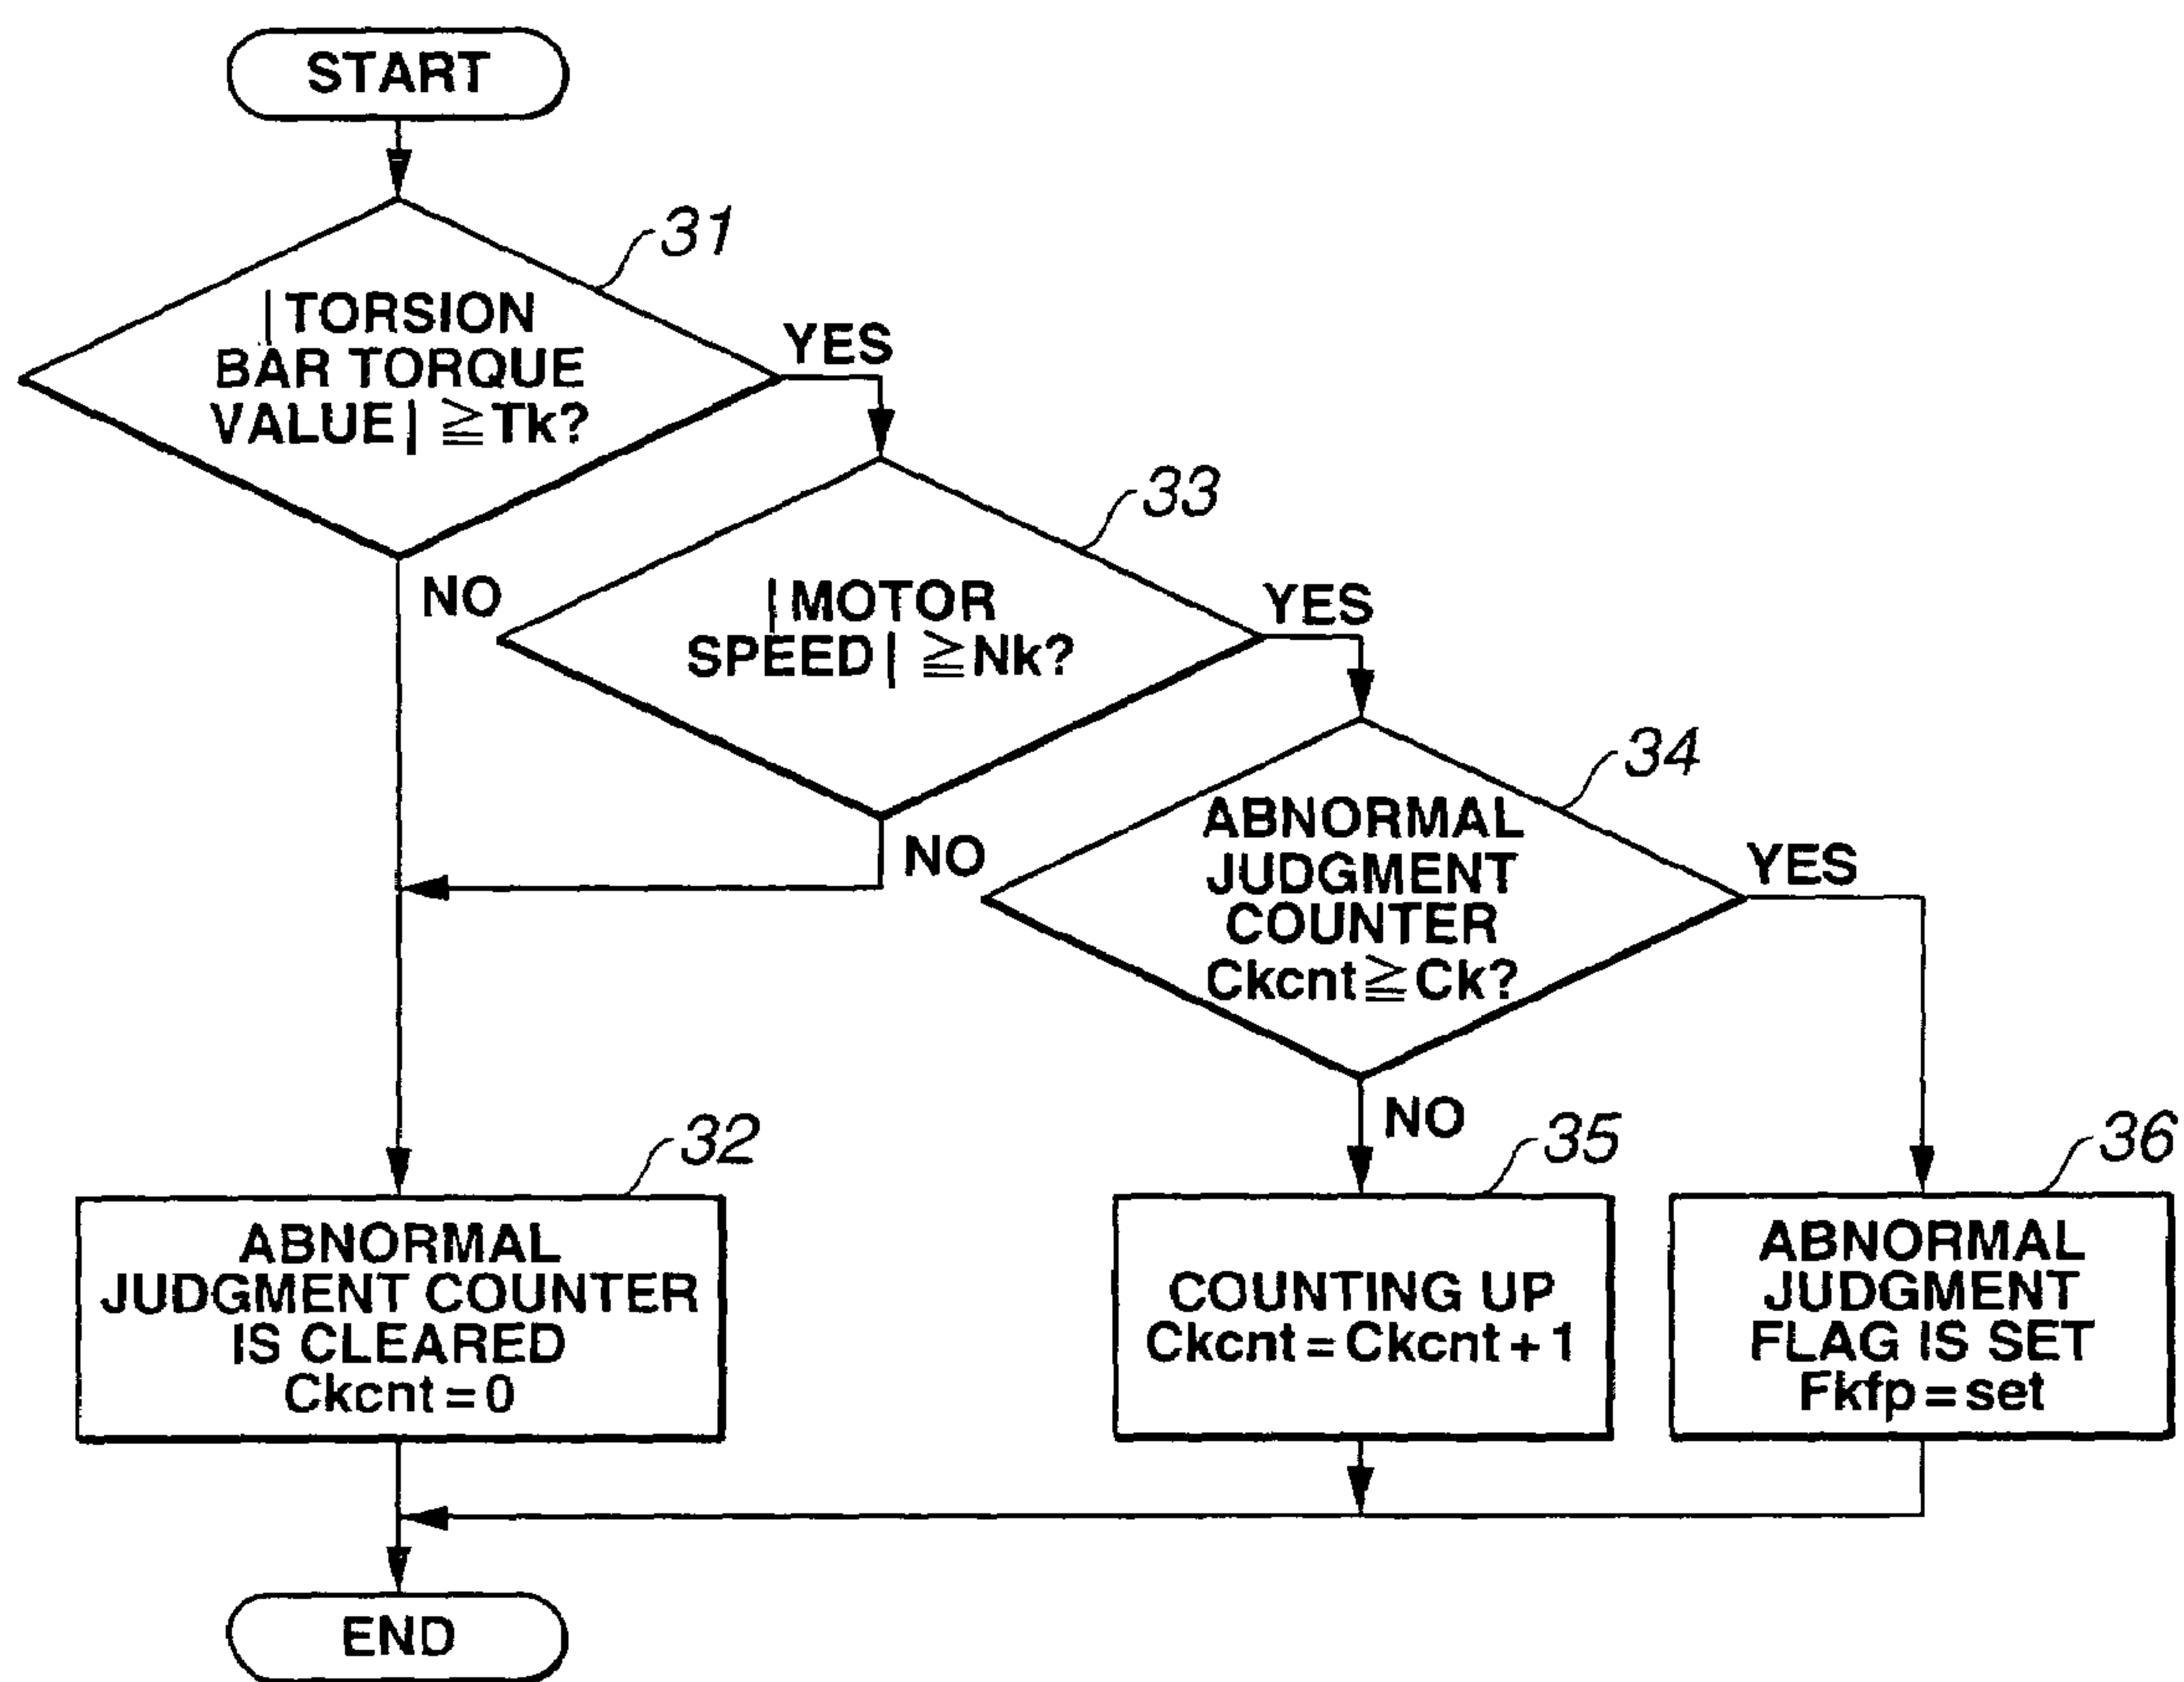 START
31
|TORSION
BAR TORQUE
VALUE| ≧Tk?
YES
NO
33
|MOTOR
SPEED| ≧Nk?
YES
NO
34
ABNORMAL
JUDGMENT
COUNTER
Ckcnt≧Ck?
YES
NO
32
ABNORMAL
JUDGMENT COUNTER
IS CLEARED
Ckcnt=0
35
COUNTING UP
Ckcnt=Ckcnt+1
36
ABNORMAL
JUDGMENT
FLAG IS SET
Fkfp=set
END